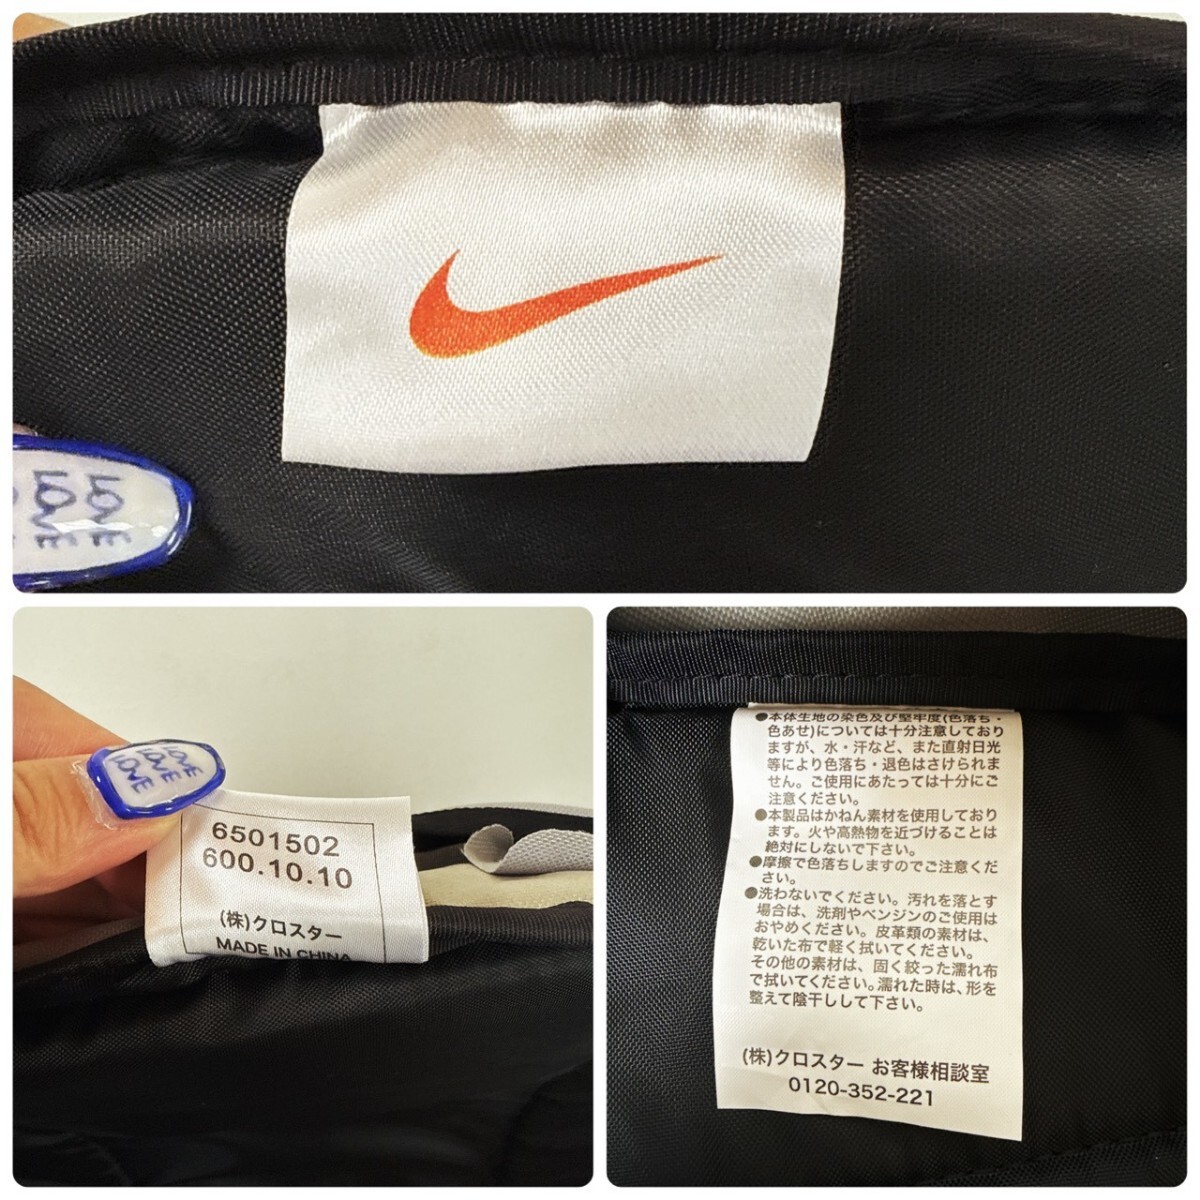 LOVE
LOVE
LOVE
LOVE
LOVE
6501502
600.10.10
(株)クロスター
MADE IN CHINA
●本体生地の染色及び堅牢度(色落ち・
色あせ)については十分注意しており
ますが、水・汗など、また直射日光
等により色落ち・退色はさけられま
せん。ご使用にあたっては十分にご
注意ください。
●本製品はかねん素材を使用しており
ます。火や高熱物を近づけることは
絶対にしないで下さい。
●摩擦で色落ちしますのでご注意くだ
さい。
●洗わないでください。汚れを落とす
場合は、洗剤やベンジンのご使用は
おやめください。皮革類の素材は、
乾いた布で軽く拭いてください。
その他の素材は、固く絞った濡れ布
で拭いてください。濡れた時は、形を
整えて陰干しして下さい。
(株)クロスター お客様相談室
0120-352-221